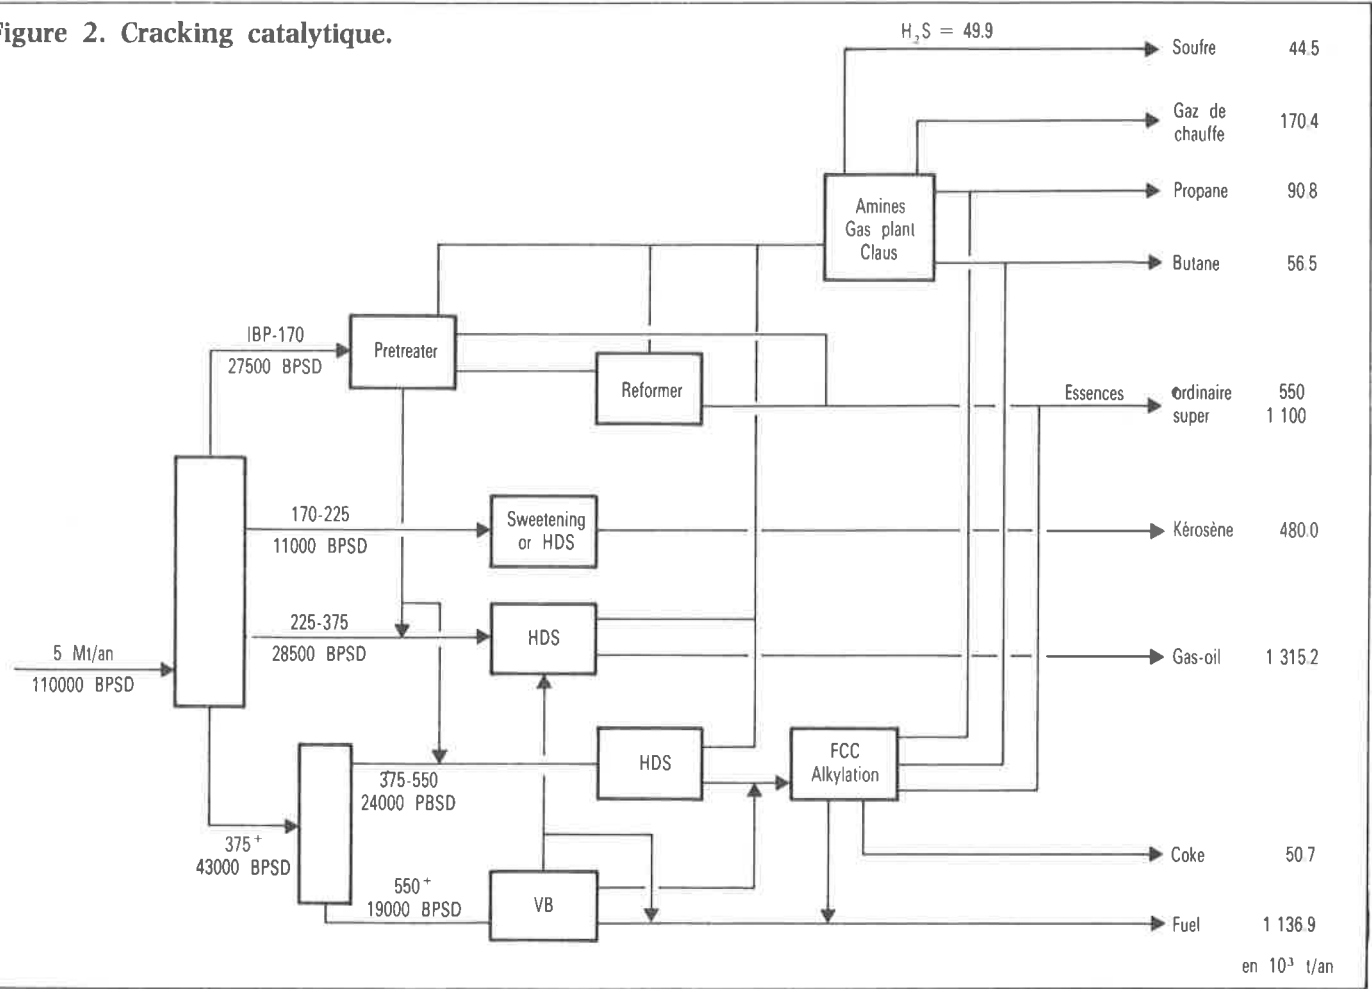 Figure 2. Cracking catalytique.
H₂S = 49.9
Soufre 44.5
Gaz de
chauffe 170.4
Propane 90.8
Amines
Gas plant
Claus
Butane 56.5
IBP-170
27500 BPSD
Pretreater
Reformer
Essences
ordinaire 550
super 1 100
170-225
11000 BPSD
Sweetening
or HDS
Kérosène 480.0
225-375
28500 BPSD
HDS
5 Mt/an
110000 BPSD
Gas-oil 1 315.2
375-550
24000 PBSD
HDS
FCC
Alkylation
375⁺
43000 BPSD
Coke 50.7
550⁺
19000 BPSD
VB
Fuel 1 136.9
en 10³ t/an